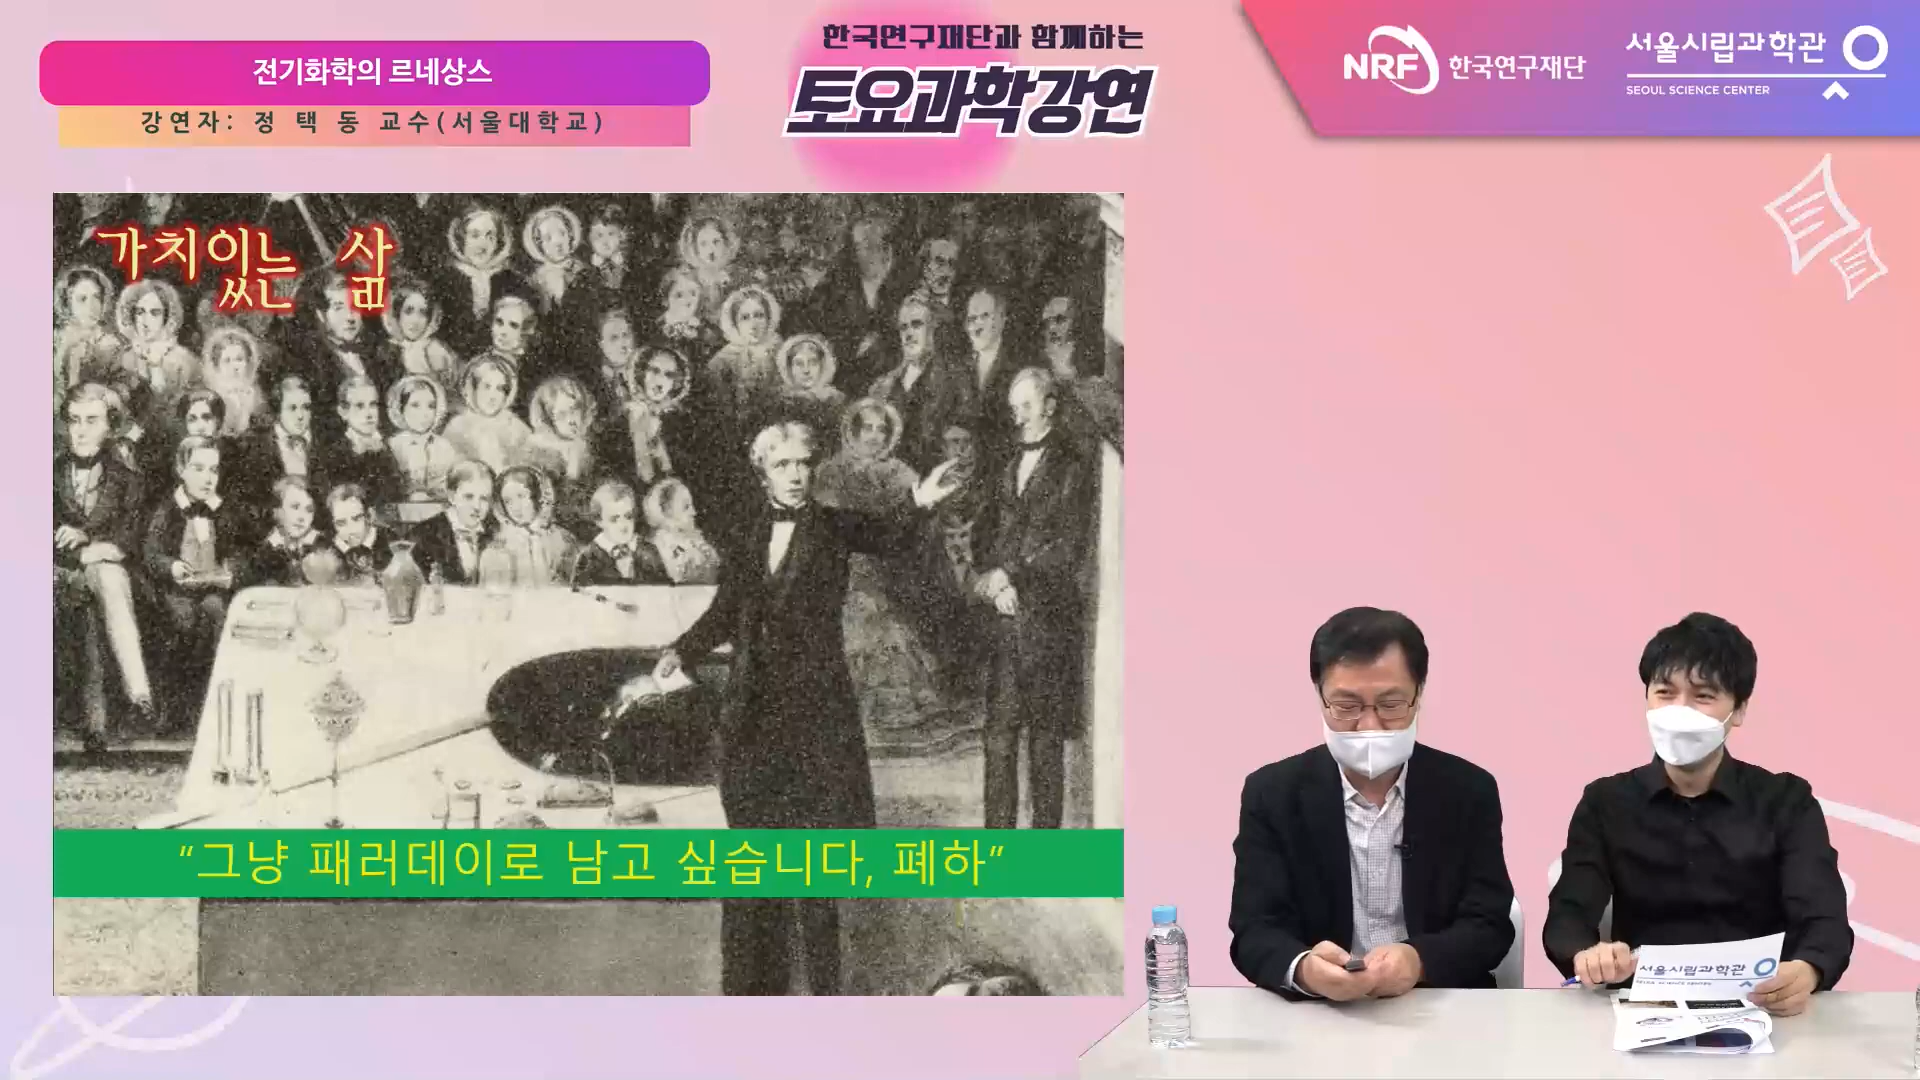 전기화학의 르네상스
강연자: 정 택 동 교수(서울대학교)
한국연구재단과 함께하는
토요과학강연
NRF 한국연구재단
서울시립과학관
SEOUL SCIENCE CENTER
가치있는 삶
“그냥 패러데이로 남고 싶습니다, 폐하”
서울시립과학관
SEOUL SCIENCE CENTER